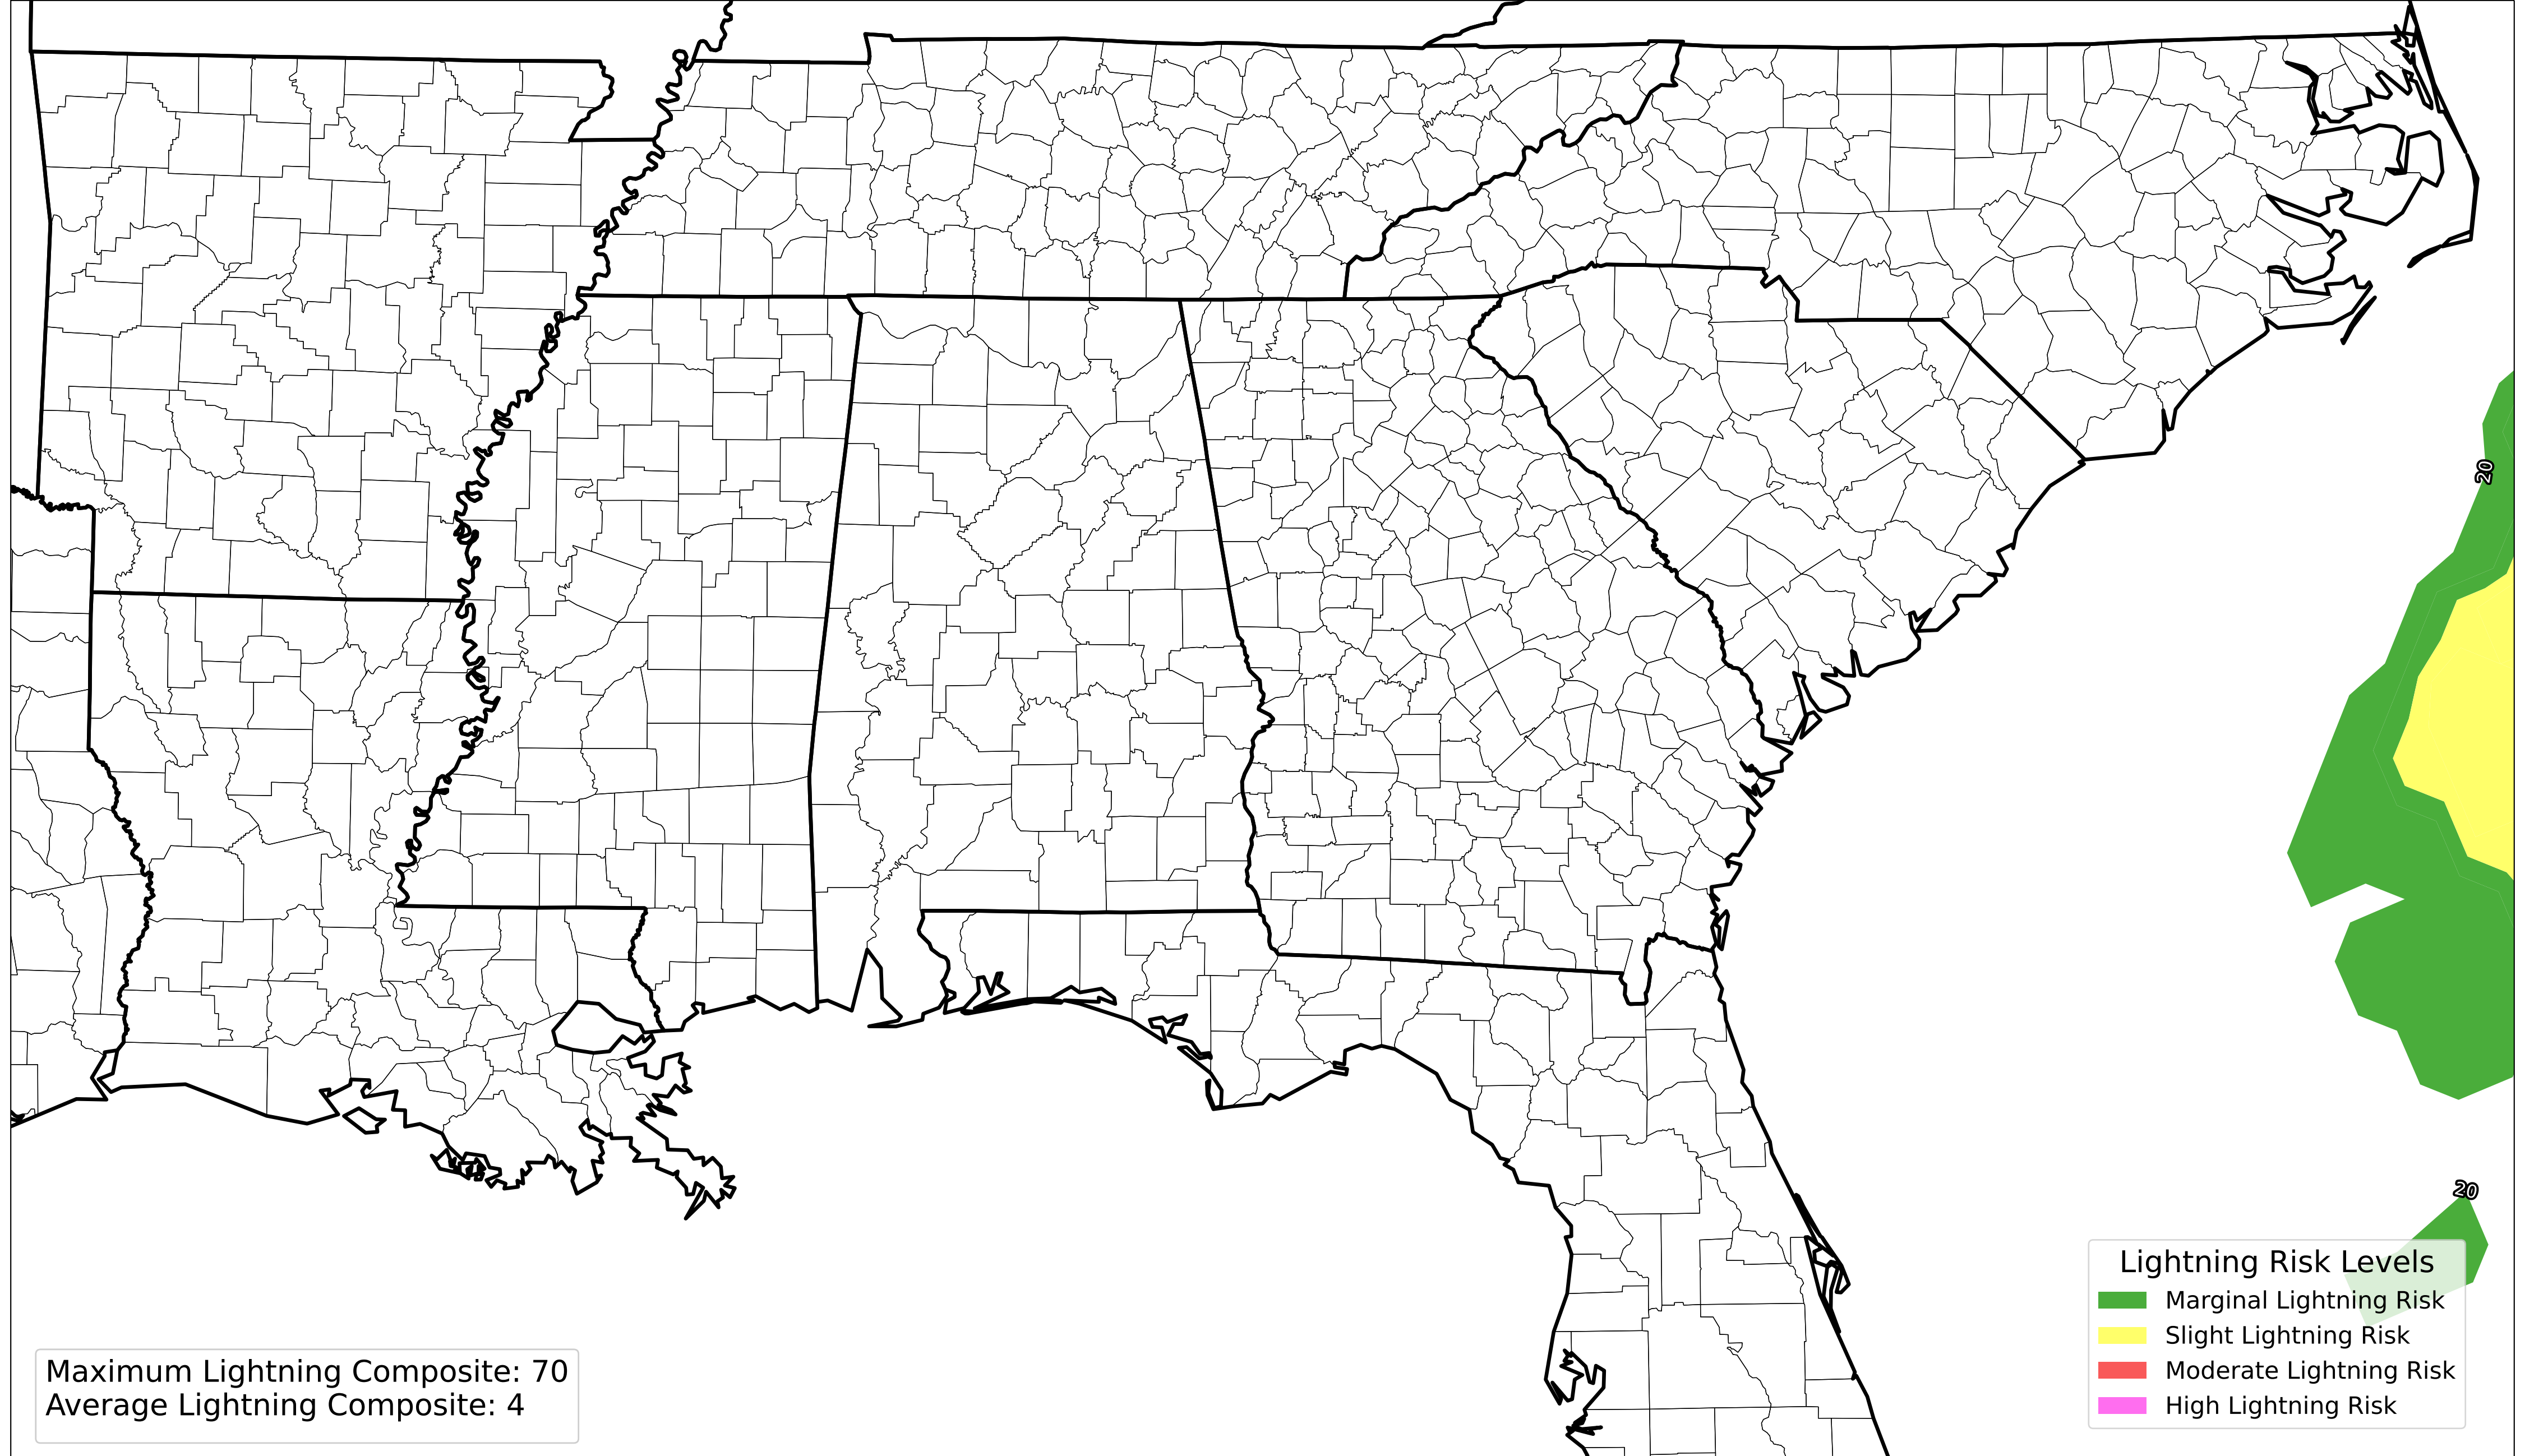 20
20
Lightning Risk Levels
Marginal Lightning Risk
Slight Lightning Risk
Moderate Lightning Risk
High Lightning Risk
Maximum Lightning Composite: 70
Average Lightning Composite: 4